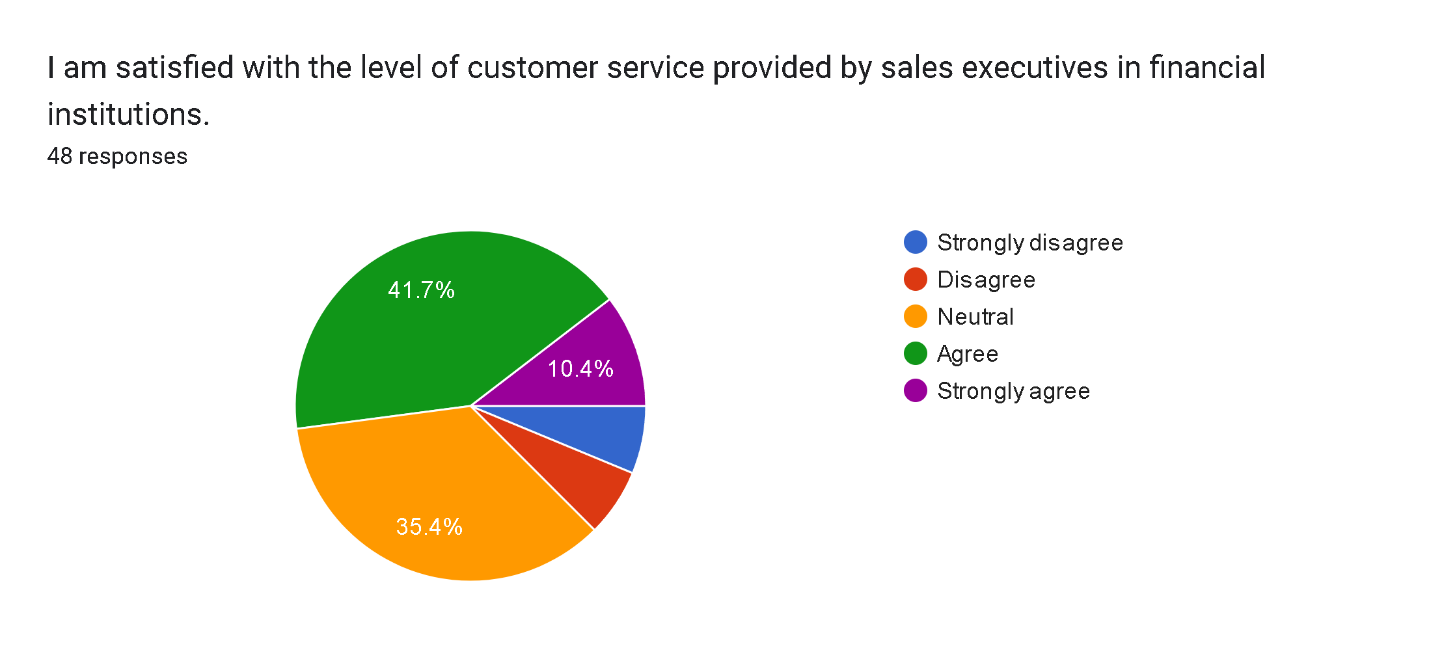 I am satisfied with the level of customer service provided by sales executives in financial
institutions.
48 responses
41.7%
10.4%
35.4%
Strongly disagree
Disagree
Neutral
Agree
Strongly agree